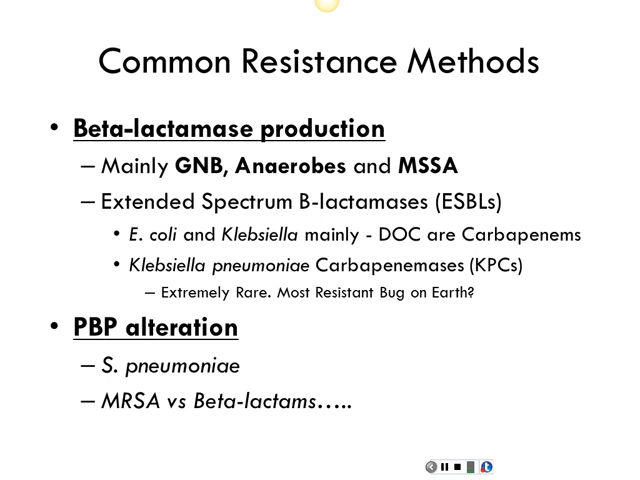 Common Resistance Methods
• Beta-lactamase production
– Mainly GNB, Anaerobes and MSSA
– Extended Spectrum B-lactamases (ESBLs)
• E. coli and Klebsiella mainly - DOC are Carbapenems
• Klebsiella pneumoniae Carbapenemases (KPCs)
– Extremely Rare. Most Resistant Bug on Earth?
• PBP alteration
– S. pneumoniae
– MRSA vs Beta-lactams…..